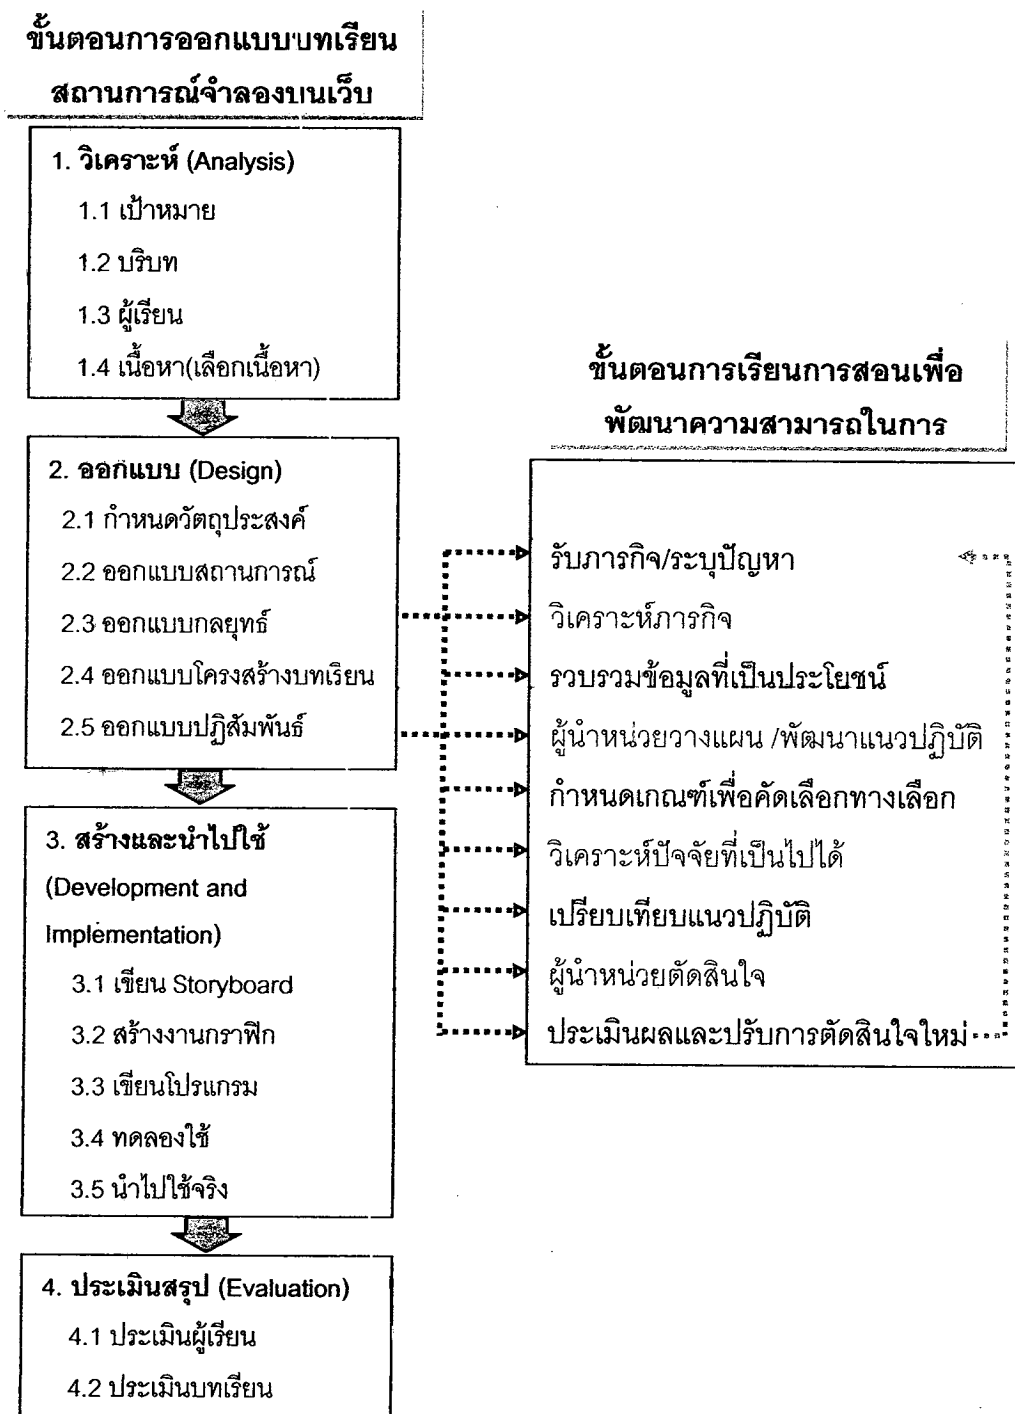 ขั้นตอนการออกแบบบทเรียน
สถานการณ์จำลองบนเว็บ
1. วิเคราะห์ (Analysis)
1.1 เป้าหมาย
1.2 บริบท
1.3 ผู้เรียน
1.4 เนื้อหา(เลือกเนื้อหา)
2. ออกแบบ (Design)
2.1 กำหนดวัตถุประสงค์
2.2 ออกแบบสถานการณ์
2.3 ออกแบบกลยุทธ์
2.4 ออกแบบโครงสร้างบทเรียน
2.5 ออกแบบปฏิสัมพันธ์
3. สร้างและนำไปใช้
(Development and
Implementation)
3.1 เขียน Storyboard
3.2 สร้างงานกราฟิก
3.3 เขียนโปรแกรม
3.4 ทดลองใช้
3.5 นำไปใช้จริง
4. ประเมินสรุป (Evaluation)
4.1 ประเมินผู้เรียน
4.2 ประเมินบทเรียน
ขั้นตอนการเรียนการสอนเพื่อ
พัฒนาความสามารถในการ
รับภารกิจ/ระบุปัญหา
วิเคราะห์ภารกิจ
รวบรวมข้อมูลที่เป็นประโยชน์
ผู้นำหน่วยวางแผน /พัฒนาแนวปฏิบัติ
กำหนดเกณฑ์เพื่อคัดเลือกทางเลือก
วิเคราะห์ปัจจัยที่เป็นไปได้
เปรียบเทียบแนวปฏิบัติ
ผู้นำหน่วยตัดสินใจ
ประเมินผลและปรับการตัดสินใจใหม่